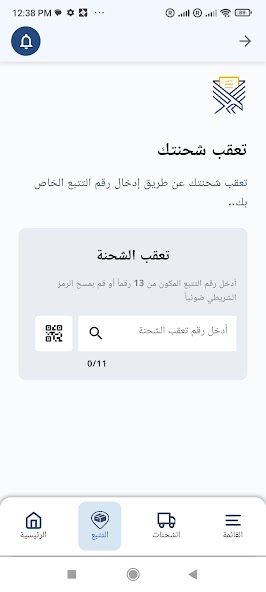 12:38 PM
تعقب شحنتك
تعقب شحنتك عن طريق إدخال رقم التتبع الخاص
بك..
تعقب الشحنة
أدخل رقم التتبع المكون من 13 رقماً أو قم بمسح الرمز
الشريطي ضوئياً
أدخل رقم تعقب الشحنة
0/11
القائمة
الشحنات
التتبع
الرئيسية